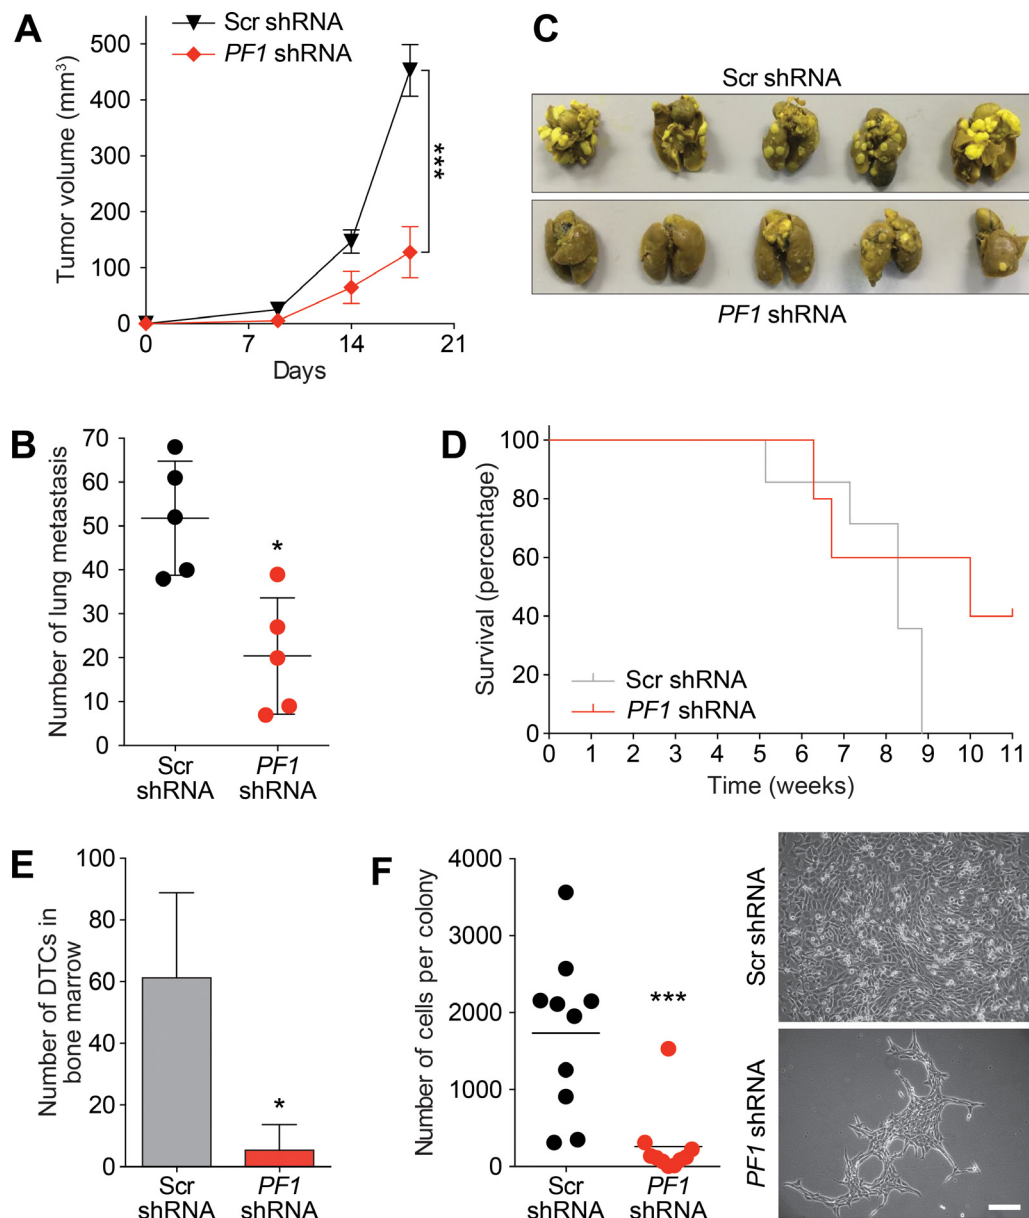 A
Scr shRNA
PF1 shRNA
Tumor volume (mm³)
500
400
300
200
100
0
***
0 7 14 21
Days
C
Scr shRNA
PF1 shRNA
B
Number of lung metastasis
70
60
50
40
30
20
10
0
*
Scr shRNA
PF1 shRNA
D
Survival (percentage)
100
80
60
40
20
0
Scr shRNA
PF1 shRNA
0 1 2 3 4 5 6 7 8 9 10 11
Time (weeks)
E
Number of DTCs in
bone marrow
100
80
60
40
20
0
*
Scr shRNA
PF1 shRNA
F
Number of cells per colony
4000
3000
2000
1000
0
***
Scr shRNA
PF1 shRNA
Scr shRNA
PF1 shRNA